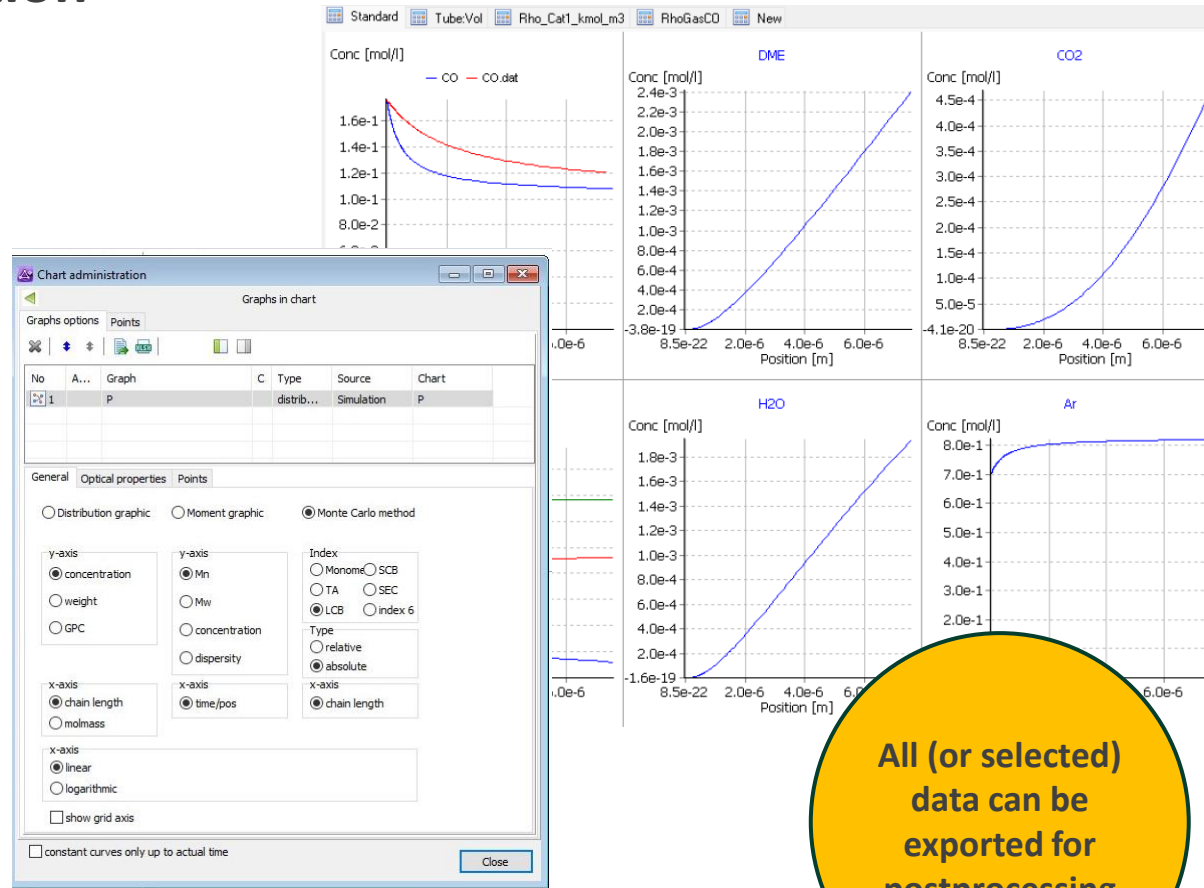 Standard Tube:Vol Rho_Cat1_kmol_m3 RhoGasCO New
Conc [mol/l]
CO CO.dat
1.6e-1
1.4e-1
1.2e-1
1.0e-1
8.0e-2
DME
Conc [mol/l]
2.4e-3
2.2e-3
2.0e-3
1.8e-3
1.6e-3
1.4e-3
1.2e-3
1.0e-3
8.0e-4
6.0e-4
4.0e-4
2.0e-4
-3.8e-19
8.5e-22 2.0e-6 4.0e-6 6.0e-6
Position [m]
CO2
Conc [mol/l]
4.5e-4
4.0e-4
3.5e-4
3.0e-4
2.5e-4
2.0e-4
1.5e-4
1.0e-4
5.0e-5
-4.1e-20
8.5e-22 2.0e-6 4.0e-6 6.0e-6
Position [m]
H2O
Conc [mol/l]
1.8e-3
1.6e-3
1.4e-3
1.2e-3
1.0e-3
8.0e-4
6.0e-4
4.0e-4
2.0e-4
-1.6e-19
8.5e-22 2.0e-6 4.0e-6
Position [m]
Ar
Conc [mol/l]
8.0e-1
7.0e-1
6.0e-1
5.0e-1
4.0e-1
3.0e-1
2.0e-1
6.0e-6
Chart administration
Graphs in chart
Graphs options Points
No A... Graph C Type Source Chart
1 P distrib... Simulation P
General Optical properties Points
Distribution graphic Moment graphic Monte Carlo method
y-axis
concentration
weight
GPC
y-axis
Mn
Mw
concentration
dispersity
Index
Monome SCB
TA SEC
LCB index 6
Type
relative
absolute
x-axis
chain length
molmass
x-axis
time/pos
x-axis
chain length
x-axis
linear
logarithmic
show grid axis
constant curves only up to actual time
Close
All (or selected)
data can be
exported for
postprocessing